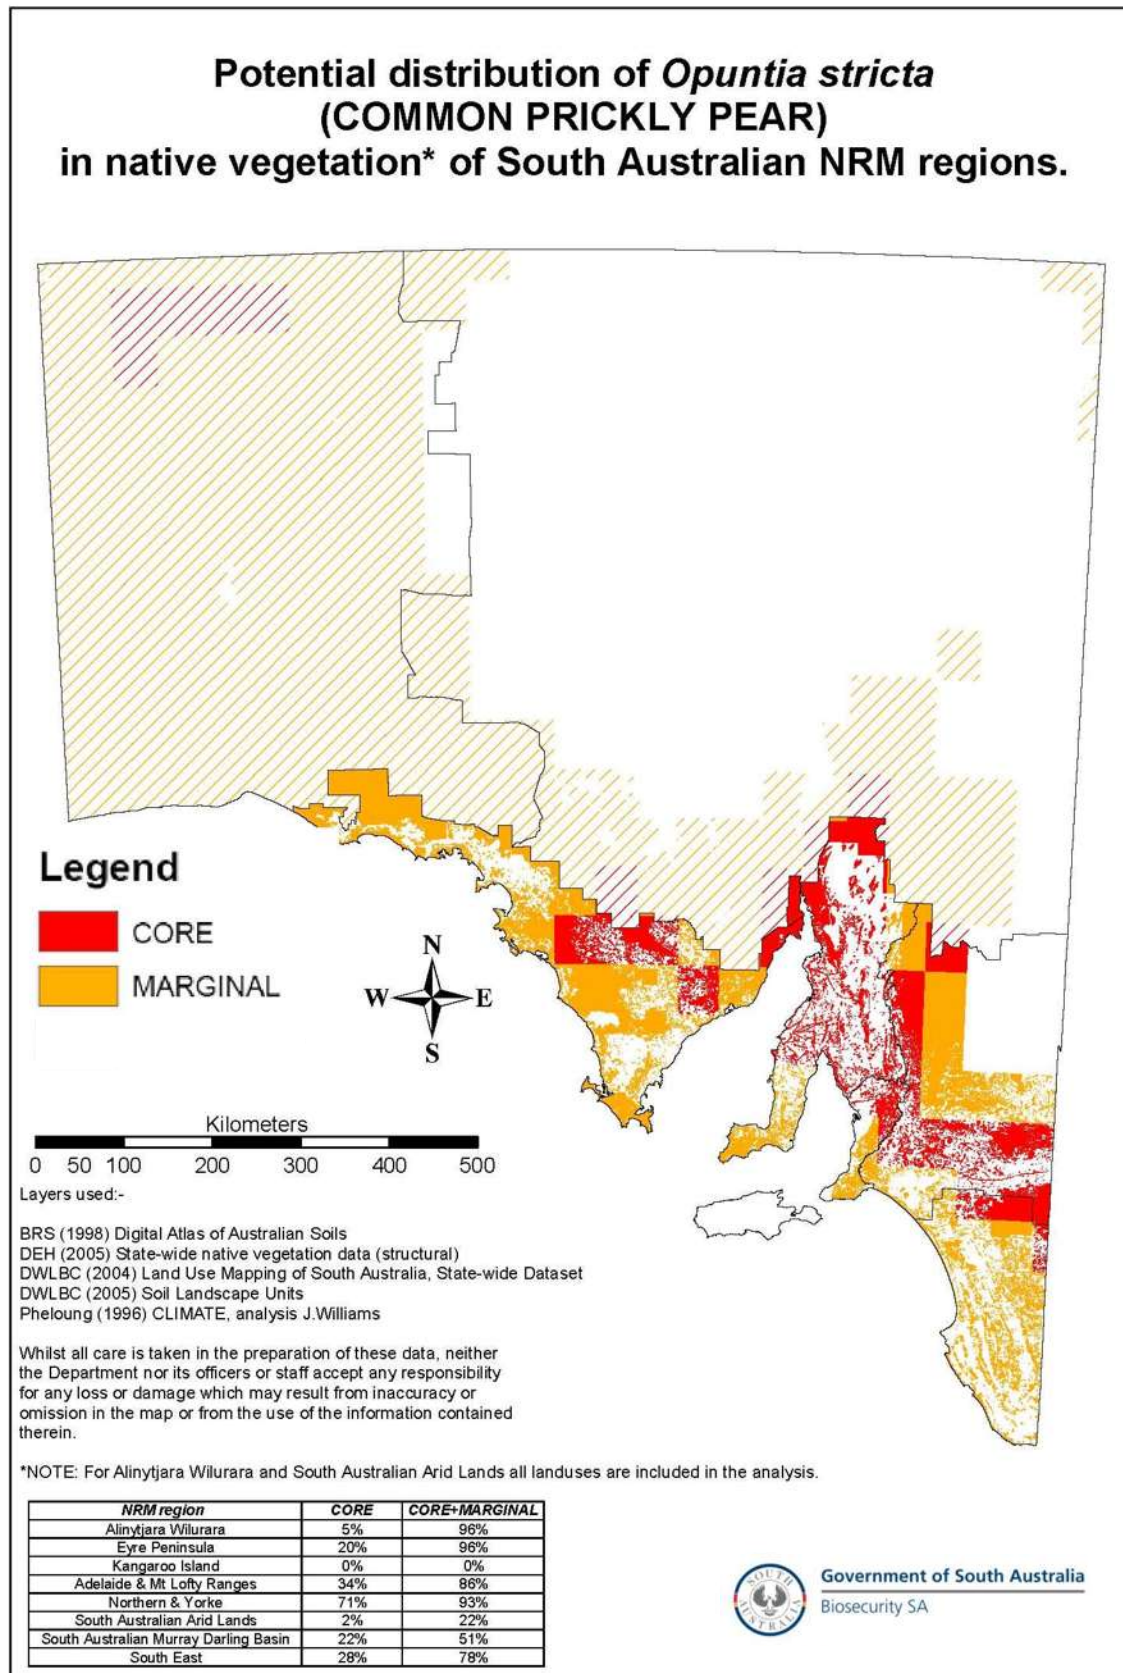 Potential distribution of Opuntia stricta
(COMMON PRICKLY PEAR)
in native vegetation* of South Australian NRM regions.
Legend
CORE
MARGINAL
N
W E
S
Kilometers
0 50 100 200 300 400 500
Layers used:-
BRS (1998) Digital Atlas of Australian Soils
DEH (2005) State-wide native vegetation data (structural)
DWLBC (2004) Land Use Mapping of South Australia, State-wide Dataset
DWLBC (2005) Soil Landscape Units
Pheloung (1996) CLIMATE, analysis J.Williams
Whilst all care is taken in the preparation of these data, neither
the Department nor its officers or staff accept any responsibility
for any loss or damage which may result from inaccuracy or
omission in the map or from the use of the information contained
therein.
*NOTE: For Alinytjara Wilurara and South Australian Arid Lands all landuses are included in the analysis.
NRM region CORE CORE+MARGINAL
Alinytjara Wilurara 5% 96%
Eyre Peninsula 20% 96%
Kangaroo Island 0% 0%
Adelaide & Mt Lofty Ranges 34% 86%
Northern & Yorke 71% 93%
South Australian Arid Lands 2% 22%
South Australian Murray Darling Basin 22% 51%
South East 28% 78%
SOUTH AUSTRALIA
Government of South Australia
Biosecurity SA